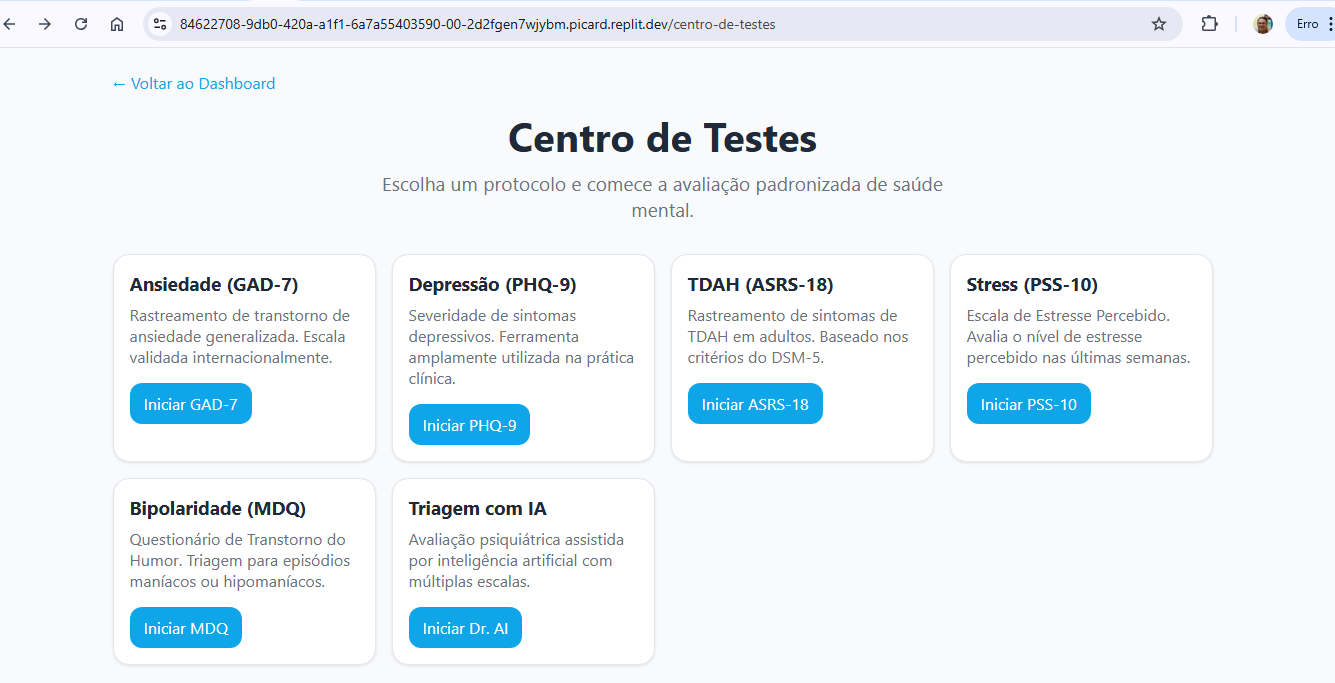 84622708-9db0-420a-a1f1-6a7a55403590-00-2d2fgen7wjybm.picard.replit.dev/centro-de-testes
Erro
← Voltar ao Dashboard
Centro de Testes
Escolha um protocolo e comece a avaliação padronizada de saúde
mental.
Ansiedade (GAD-7)
Rastreamento de transtorno de
ansiedade generalizada. Escala
validada internacionalmente.
Iniciar GAD-7
Depressão (PHQ-9)
Severidade de sintomas
depressivos. Ferramenta
amplamente utilizada na prática
clínica.
Iniciar PHQ-9
TDAH (ASRS-18)
Rastreamento de sintomas de
TDAH em adultos. Baseado nos
critérios do DSM-5.
Iniciar ASRS-18
Stress (PSS-10)
Escala de Estresse Percebido.
Avalia o nível de estresse
percebido nas últimas semanas.
Iniciar PSS-10
Bipolaridade (MDQ)
Questionário de Transtorno do
Humor. Triagem para episódios
maníacos ou hipomaníacos.
Iniciar MDQ
Triagem com IA
Avaliação psiquiátrica assistida
por inteligência artificial com
múltiplas escalas.
Iniciar Dr. AI